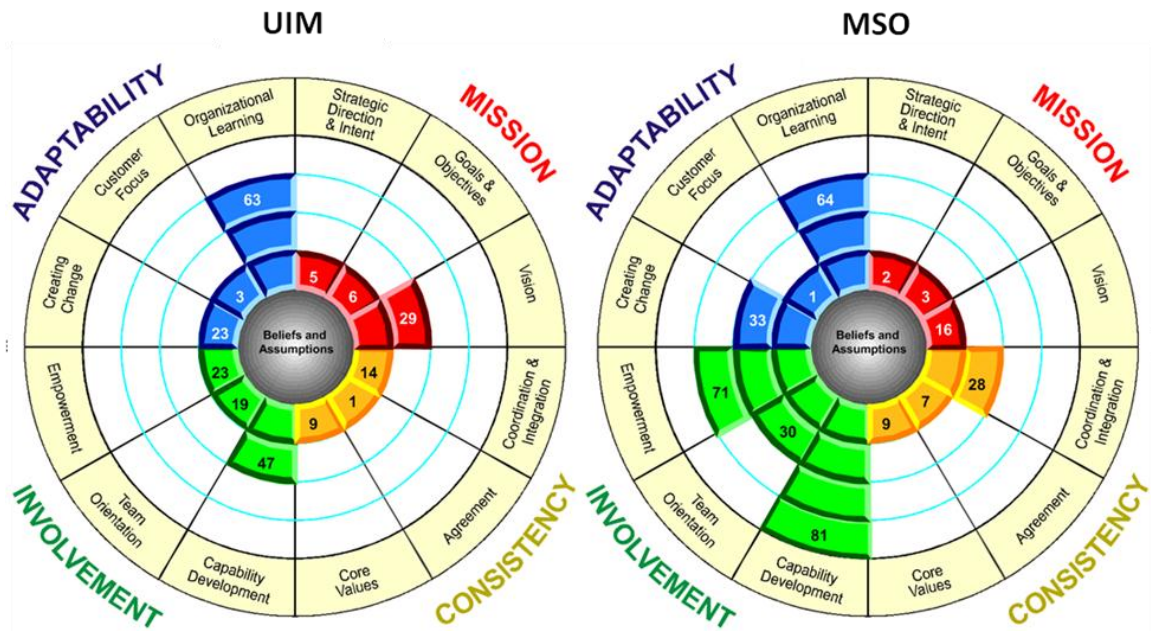 UIM
ADAPTABILITY
MISSION
Organizational
Learning
Strategic
Direction
& Intent
Customer
Focus
Goals &
Objectives
Creating
Change
Vision
63
5
6
3
29
23
Beliefs and
Assumptions
23
14
19
1
9
47
Empowerment
Coordination &
Integration
Team
Orientation
Agreement
Capability
Development
Core
Values
INVOLVEMENT
CONSISTENCY
MSO
ADAPTABILITY
MISSION
Organizational
Learning
Strategic
Direction
& Intent
Customer
Focus
Goals &
Objectives
Creating
Change
Vision
64
2
3
1
33
16
Beliefs and
Assumptions
71
28
30
7
9
81
Empowerment
Coordination &
Integration
Team
Orientation
Agreement
Capability
Development
Core
Values
INVOLVEMENT
CONSISTENCY